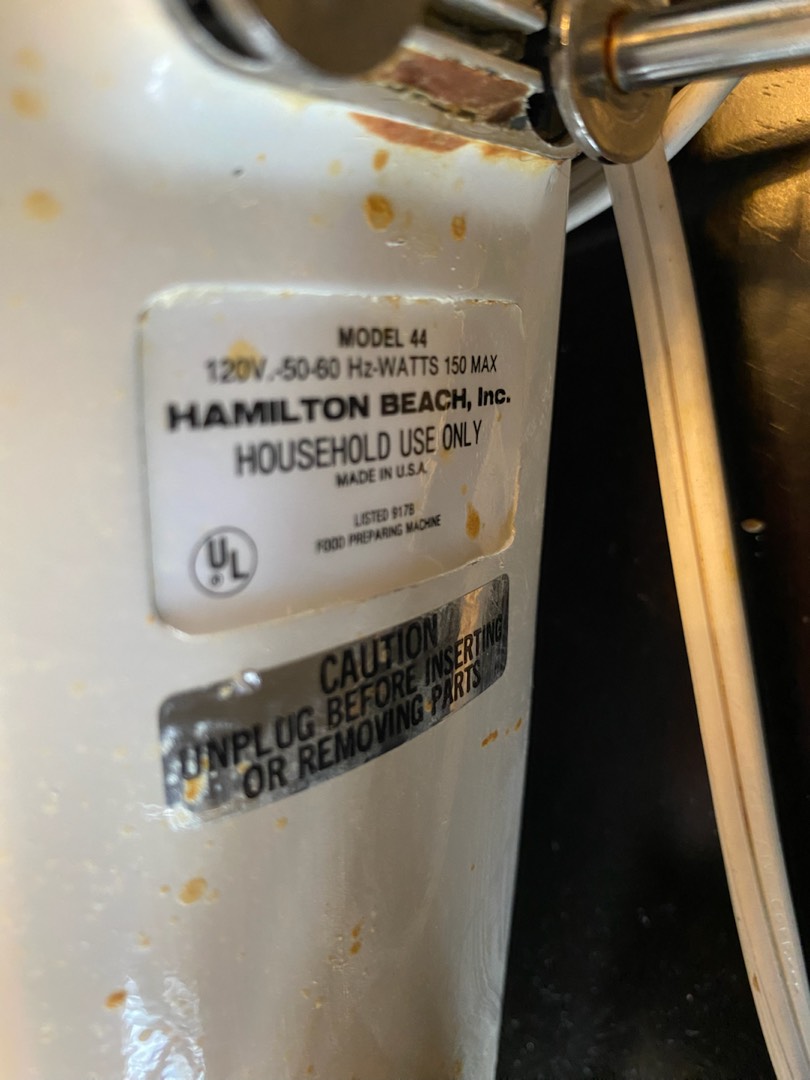 MODEL 44
120V.-50-60 Hz-WATTS 150 MAX
HAMILTON BEACH, Inc.
HOUSEHOLD USE ONLY
MADE IN U.S.A.
LISTED 917B
FOOD PREPARING MACHINE
UL
®
CAUTION
UNPLUG BEFORE INSERTING
OR REMOVING PARTS